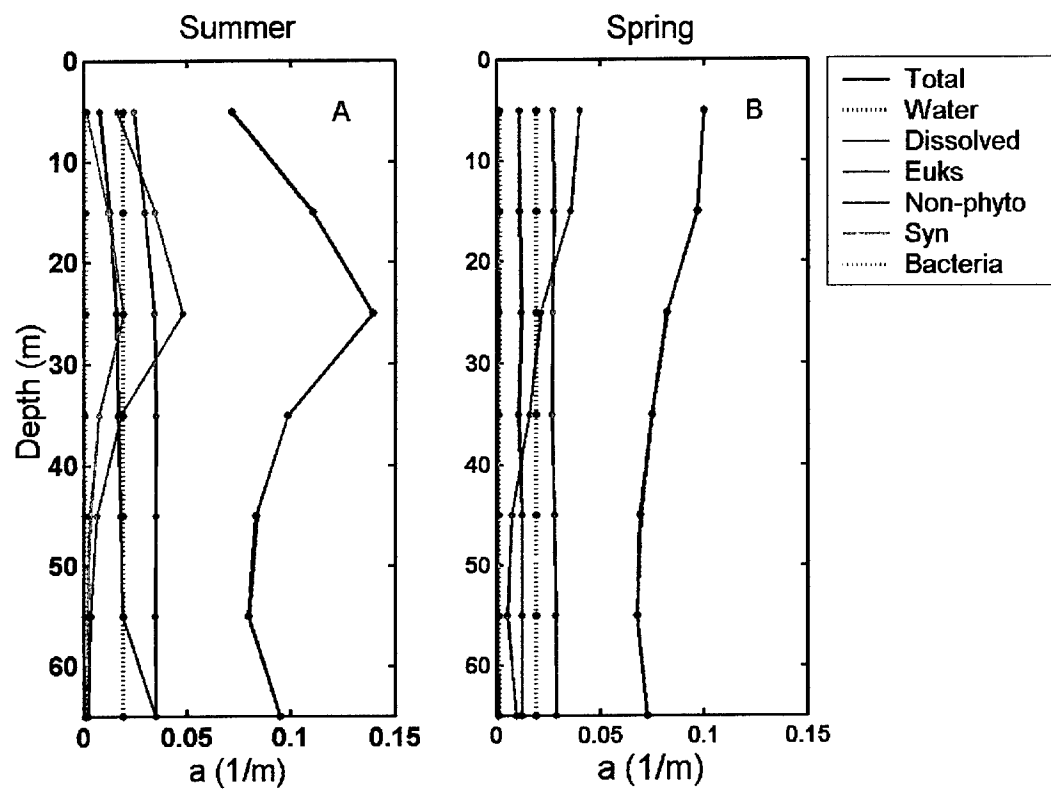 Summer
Spring
0
10
20
30
40
50
60
Depth (m)
A
0
0.05
0.1
0.15
a (1/m)
0
10
20
30
40
50
60
B
0
0.05
0.1
0.15
a (1/m)
Total
Water
Dissolved
Euks
Non-phyto
Syn
Bacteria